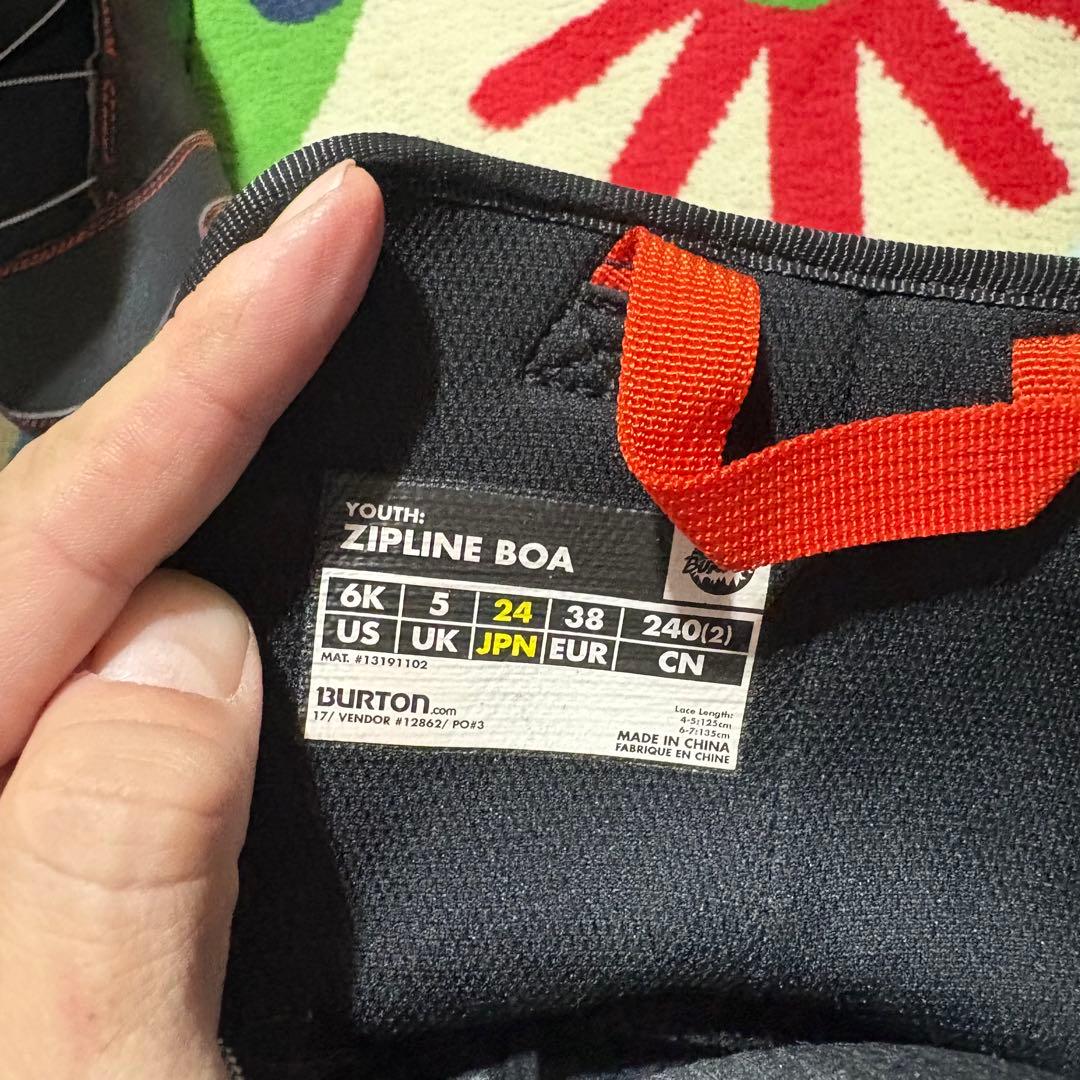 YOUTH:
ZIPLINE BOA
6K 5 24 38 240(2)
US UK JPN EUR CN
MAT. #13191102
BURTON.com
17/ VENDOR #12862/ PO#3
Lace Length:
4-5:125cm
6-7:135cm
MADE IN CHINA
FABRIQUE EN CHINE